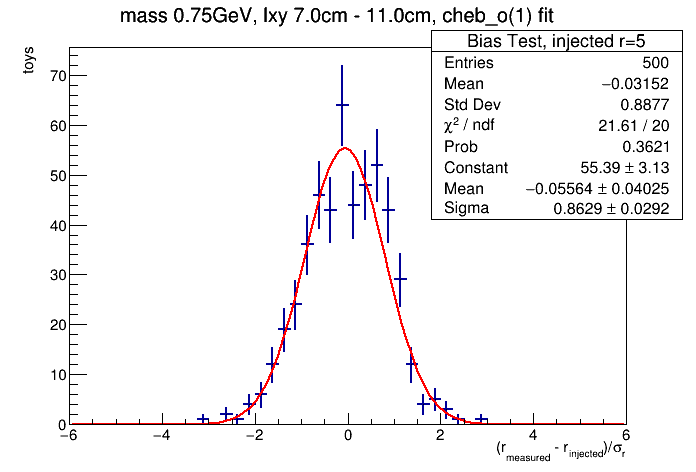 mass 0.75GeV, lxy 7.0cm - 11.0cm, cheb_o(1) fit
Bias Test, injected r=5
Entries 500
Mean −0.03152
Std Dev 0.8877
χ² / ndf 21.61 / 20
Prob 0.3621
Constant 55.39 ± 3.13
Mean −0.05564 ± 0.04025
Sigma 0.8629 ± 0.0292
toys
70
60
50
40
30
20
10
0
−6 −4 −2 0 2 4 6
(r_measured - r_injected)/σ_r